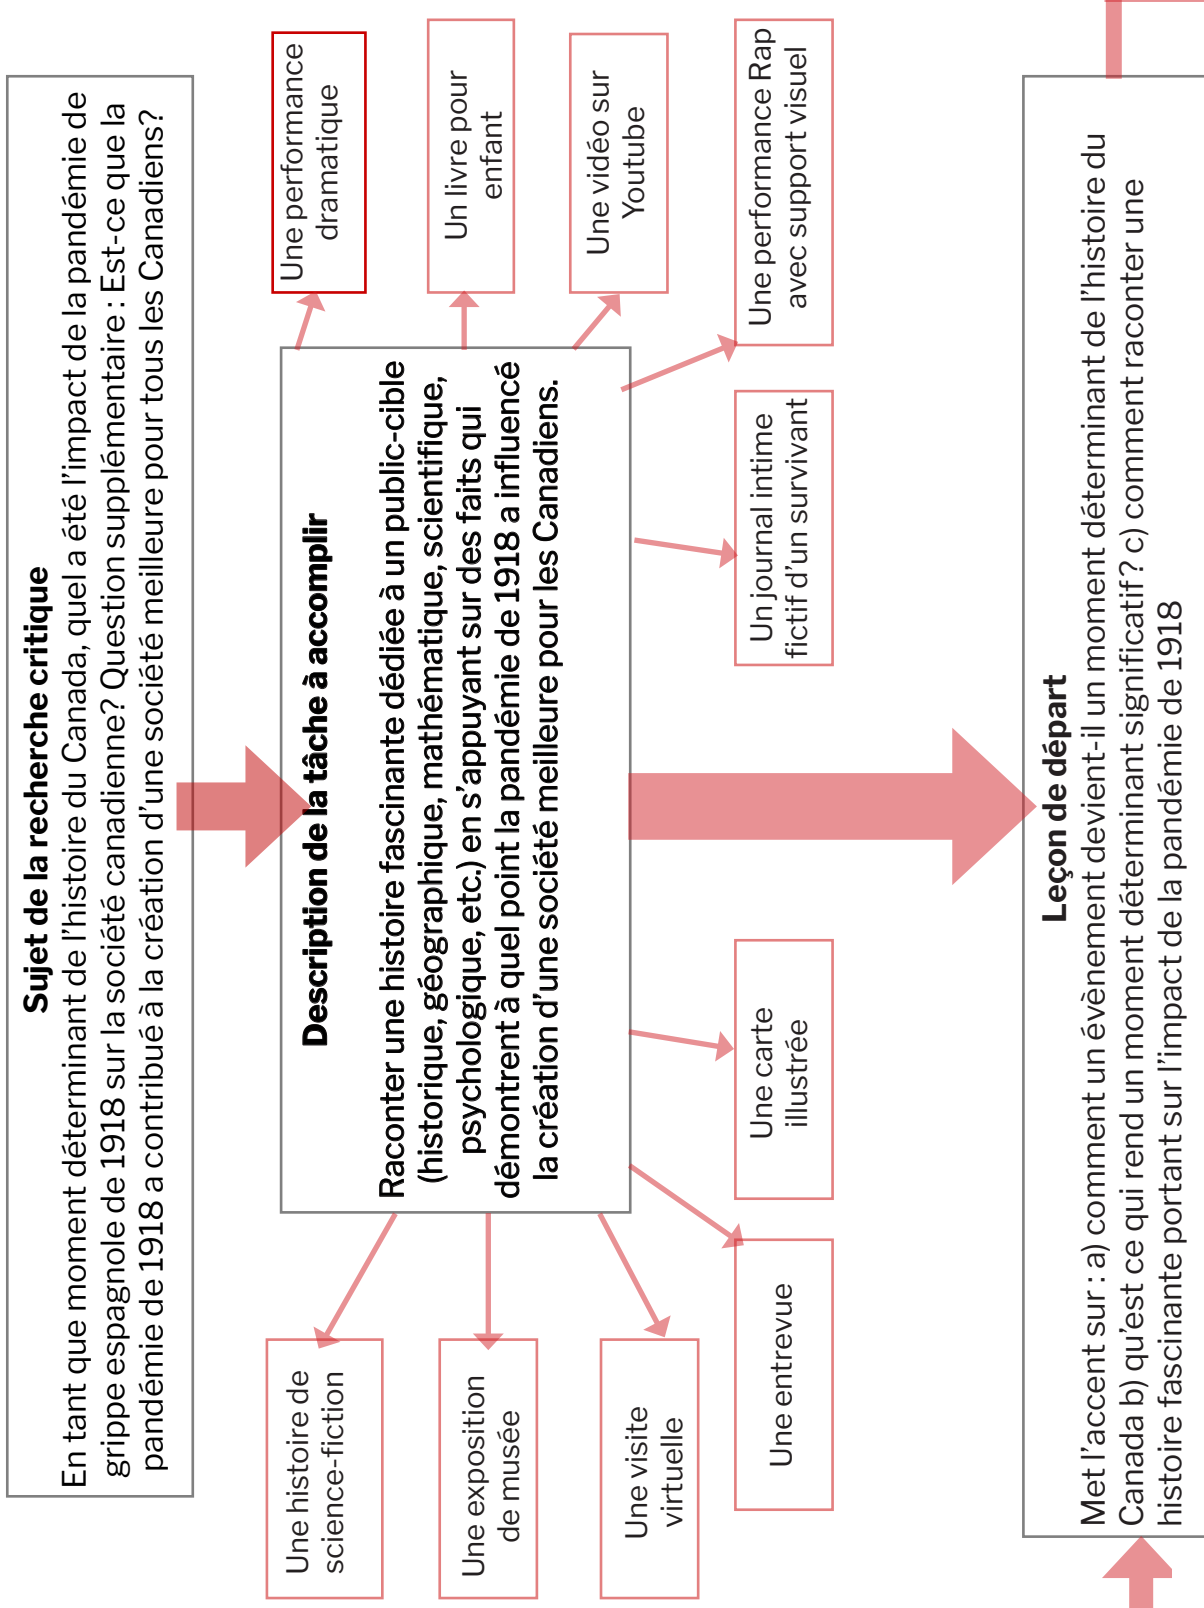 Sujet de la recherche critique
En tant que moment déterminant de l'histoire du Canada, quel a été l'impact de la pandémie de
grippe espagnole de 1918 sur la société canadienne? Question supplémentaire : Est-ce que la
pandémie de 1918 a contribué à la création d'une société meilleure pour tous les Canadiens?
Description de la tâche à accomplir
Raconter une histoire fascinante dédiée à un public-cible
(historique, géographique, mathématique, scientifique,
psychologique, etc.) en s'appuyant sur des faits qui
démontrent à quel point la pandémie de 1918 a influencé
la création d'une société meilleure pour les Canadiens.
Une histoire de
science-fiction
Une exposition
de musée
Une visite
virtuelle
Une entrevue
Une carte
illustrée
Un journal intime
fictif d'un survivant
Une performance Rap
avec support visuel
Une vidéo sur
Youtube
Un livre pour
enfant
Une performance
dramatique
Leçon de départ
Met l'accent sur : a) comment un évènement devient-il un moment déterminant de l'histoire du
Canada b) qu'est ce qui rend un moment déterminant significatif? c) comment raconter une
histoire fascinante portant sur l'impact de la pandémie de 1918